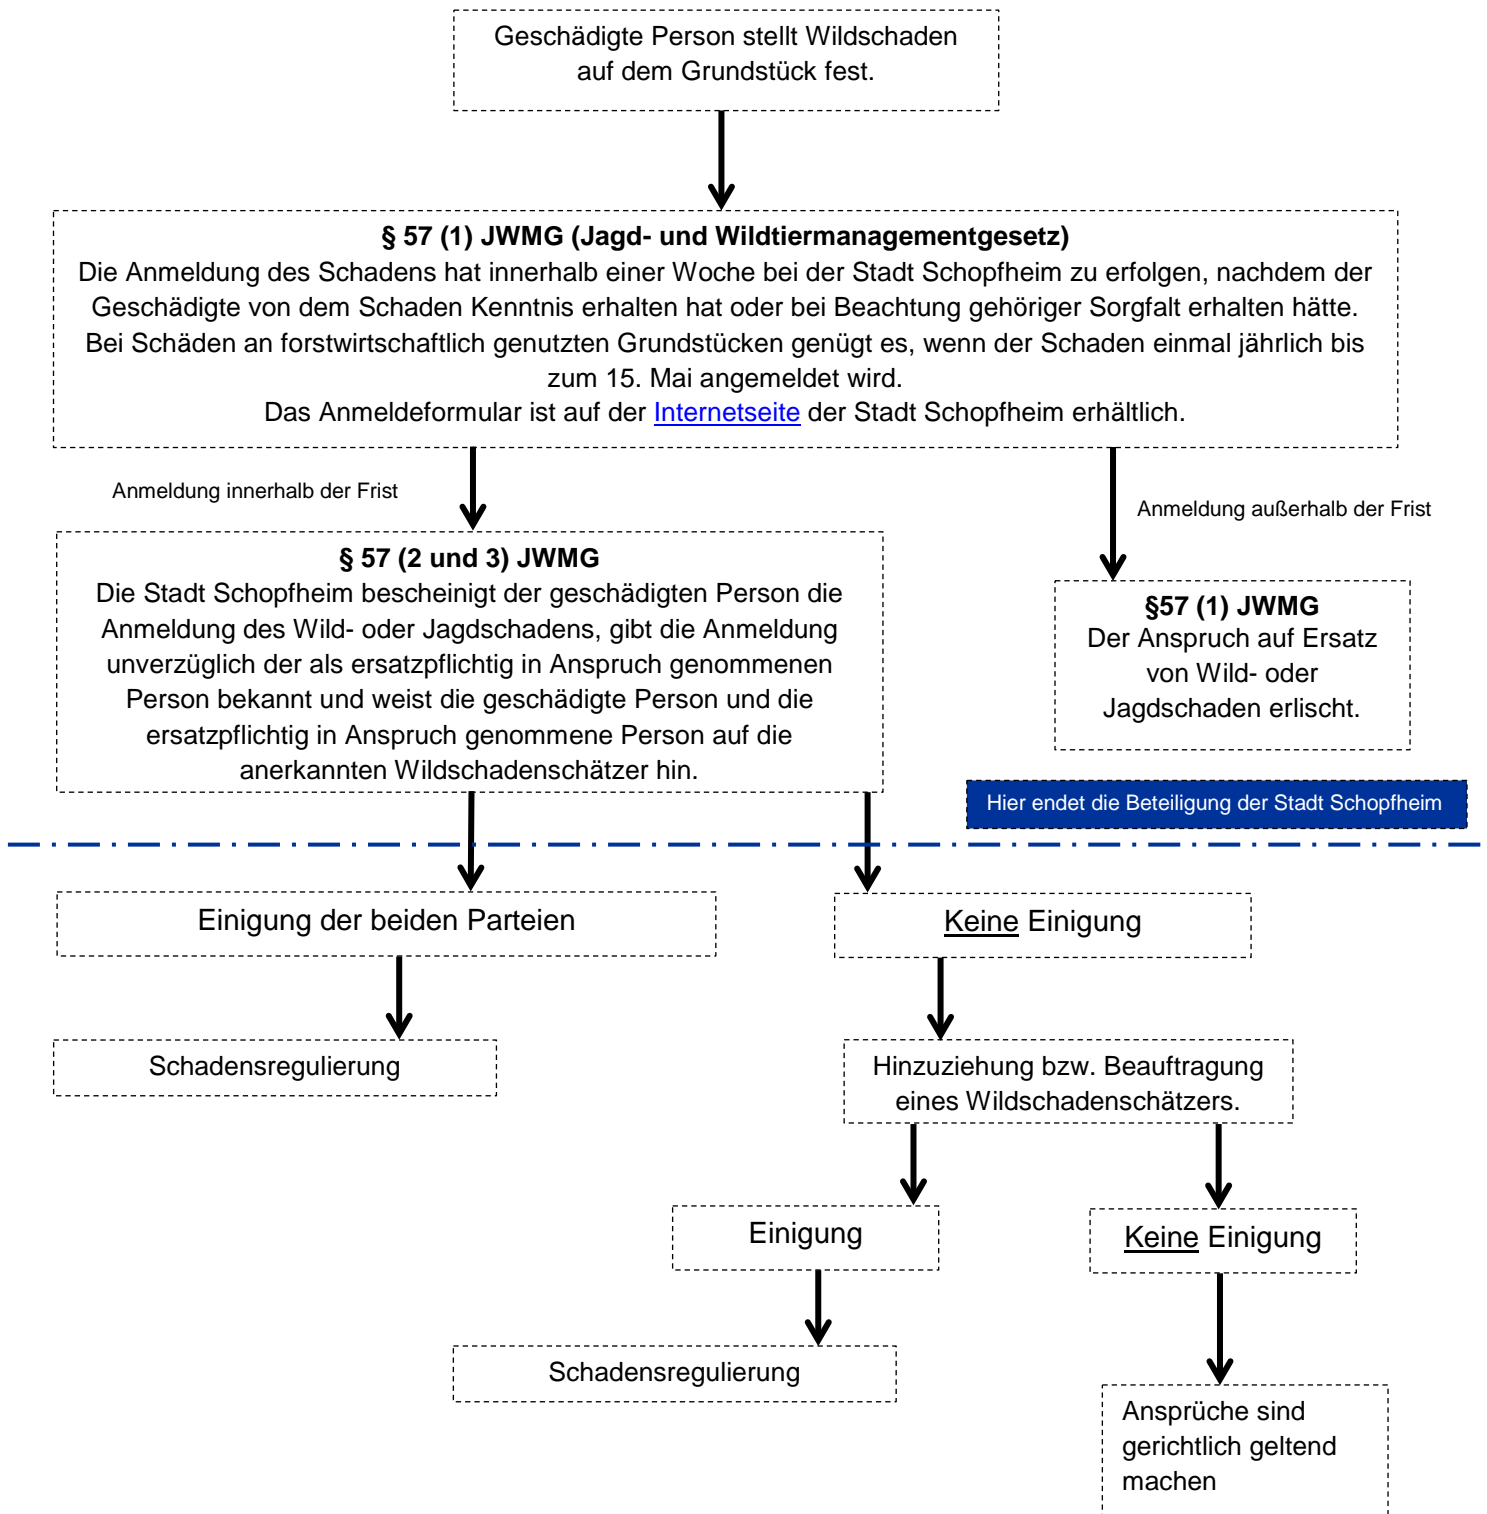 Geschädigte Person stellt Wildschaden
auf dem Grundstück fest.
§ 57 (1) JWMG (Jagd- und Wildtiermanagementgesetz)
Die Anmeldung des Schadens hat innerhalb einer Woche bei der Stadt Schopfheim zu erfolgen, nachdem der
Geschädigte von dem Schaden Kenntnis erhalten hat oder bei Beachtung gehöriger Sorgfalt erhalten hätte.
Bei Schäden an forstwirtschaftlich genutzten Grundstücken genügt es, wenn der Schaden einmal jährlich bis
zum 15. Mai angemeldet wird.
Das Anmeldeformular ist auf der Internetseite der Stadt Schopfheim erhältlich.
Anmeldung innerhalb der Frist
Anmeldung außerhalb der Frist
§ 57 (2 und 3) JWMG
Die Stadt Schopfheim bescheinigt der geschädigten Person die
Anmeldung des Wild- oder Jagdschadens, gibt die Anmeldung
unverzüglich der als ersatzpflichtig in Anspruch genommenen
Person bekannt und weist die geschädigte Person und die
ersatzpflichtig in Anspruch genommene Person auf die
anerkannten Wildschadenschätzer hin.
§57 (1) JWMG
Der Anspruch auf Ersatz
von Wild- oder
Jagdschaden erlischt.
Hier endet die Beteiligung der Stadt Schopfheim
Einigung der beiden Parteien
Keine Einigung
Schadensregulierung
Hinzuziehung bzw. Beauftragung
eines Wildschadenschätzers.
Einigung
Keine Einigung
Schadensregulierung
Ansprüche sind
gerichtlich geltend
machen